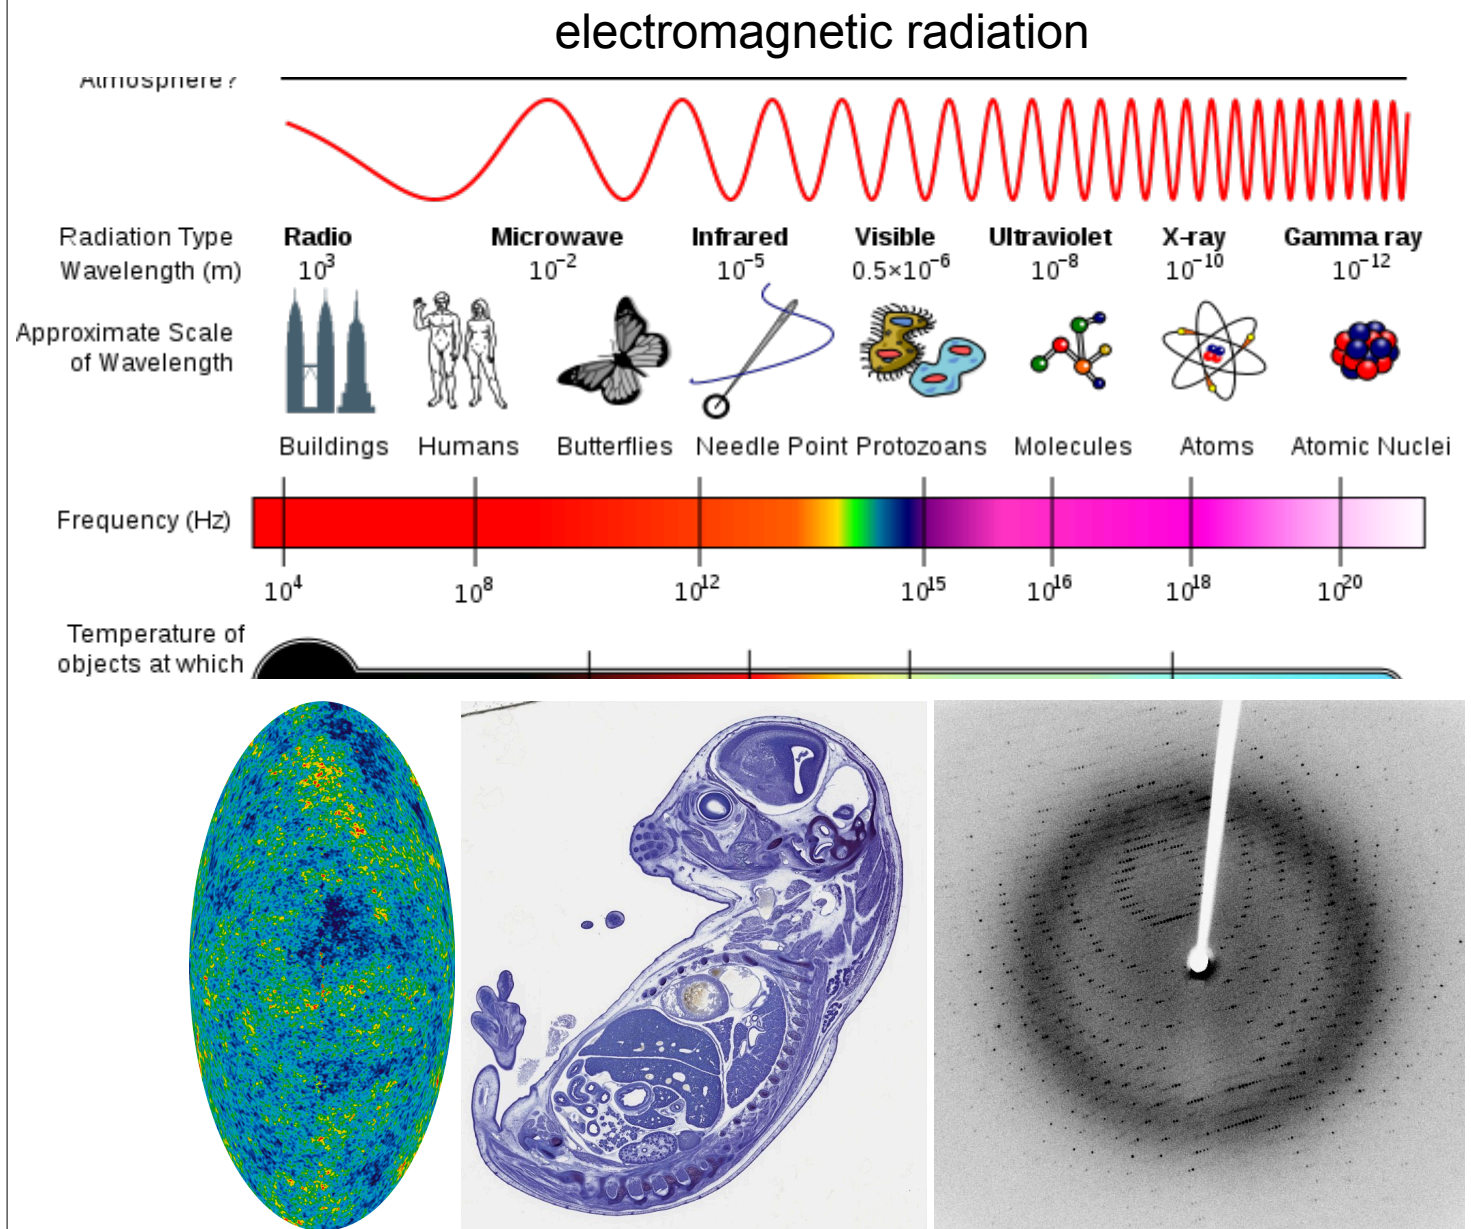 electromagnetic radiation
Atmosphere?
Radiation Type Radio Microwave Infrared Visible Ultraviolet X-ray Gamma ray
Wavelength (m) 10³ 10⁻² 10⁻⁵ 0.5×10⁻⁶ 10⁻⁸ 10⁻¹⁰ 10⁻¹²
Approximate Scale
of Wavelength
Buildings Humans Butterflies Needle Point Protozoans Molecules Atoms Atomic Nuclei
Frequency (Hz)
10⁴ 10⁸ 10¹² 10¹⁵ 10¹⁶ 10¹⁸ 10²⁰
Temperature of
objects at which